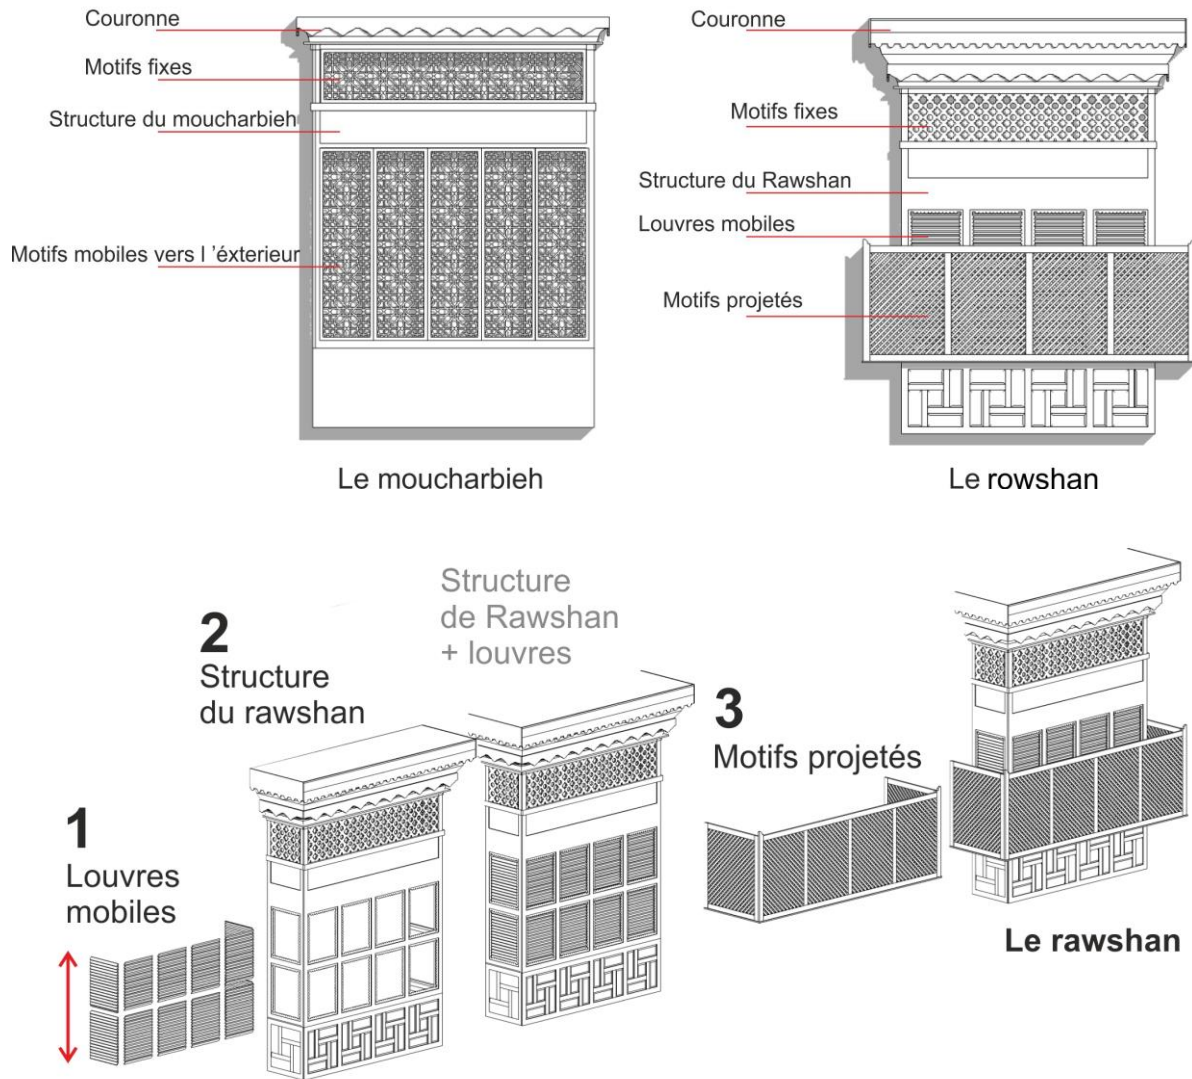 Couronne
Motifs fixes
Structure du moucharbieh
Motifs mobiles vers l 'éxterieur
Le moucharbieh
Couronne
Motifs fixes
Structure du Rawshan
Louvres mobiles
Motifs projetés
Le rowshan
1
Louvres
mobiles
2
Structure
du rawshan
Structure
de Rawshan
+ louvres
3
Motifs projetés
Le rawshan